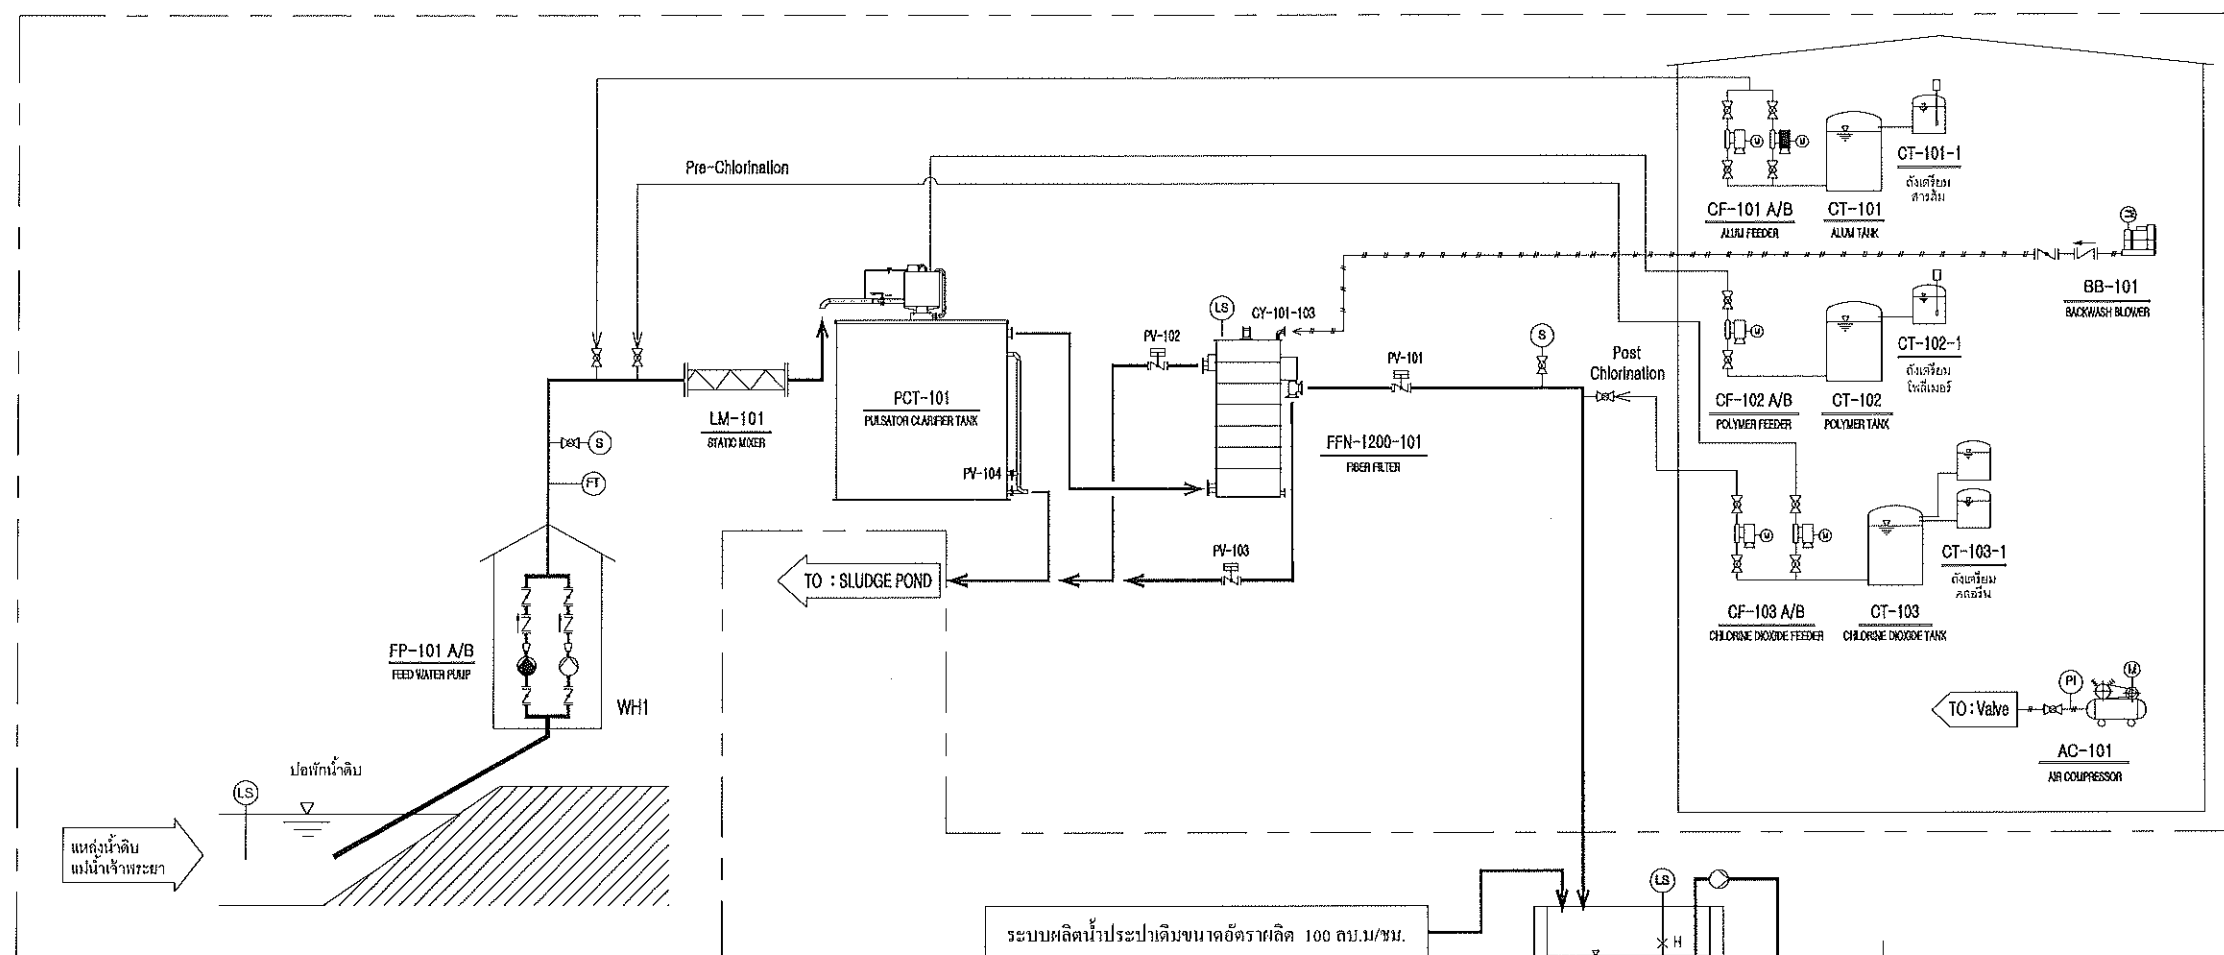 Pre-Chlorination
CT-101-1
ถังเตรียม
สารส้ม
CF-101 A/B
ALUM FEEDER
CT-101
ALUM TANK
M
M
M
BB-101
BACKWASH BLOWER
LS
CY-101-103
PV-102
PV-101
S
Post
Chlorination
M
CT-102-1
ถังเตรียม
โพลีเมอร์
CF-102 A/B
POLYMER FEEDER
CT-102
POLYMER TANK
LM-101
STATIC MIXER
PCT-101
PULSATOR CLARIFIER TANK
PV-104
FFN-1200-101
FIBER FILTER
S
FT
M
M
CT-103-1
ถังเตรียม
คลอรีน
CF-103 A/B
CHLORINE DIOXIDE FEEDER
CT-103
CHLORINE DIOXIDE TANK
PV-103
TO : SLUDGE POND
FP-101 A/B
FEED WATER PUMP
WH1
TO : Valve
PI
M
AC-101
AIR COMPRESSOR
บ่อพักน้ำดิบ
LS
แหล่งน้ำดิบ
แม่น้ำเจ้าพระยา
LS
H
ระบบผลิตน้ำประปาเดิมขนาดอัตราผลิต 100 ลบ.ม/ชม.